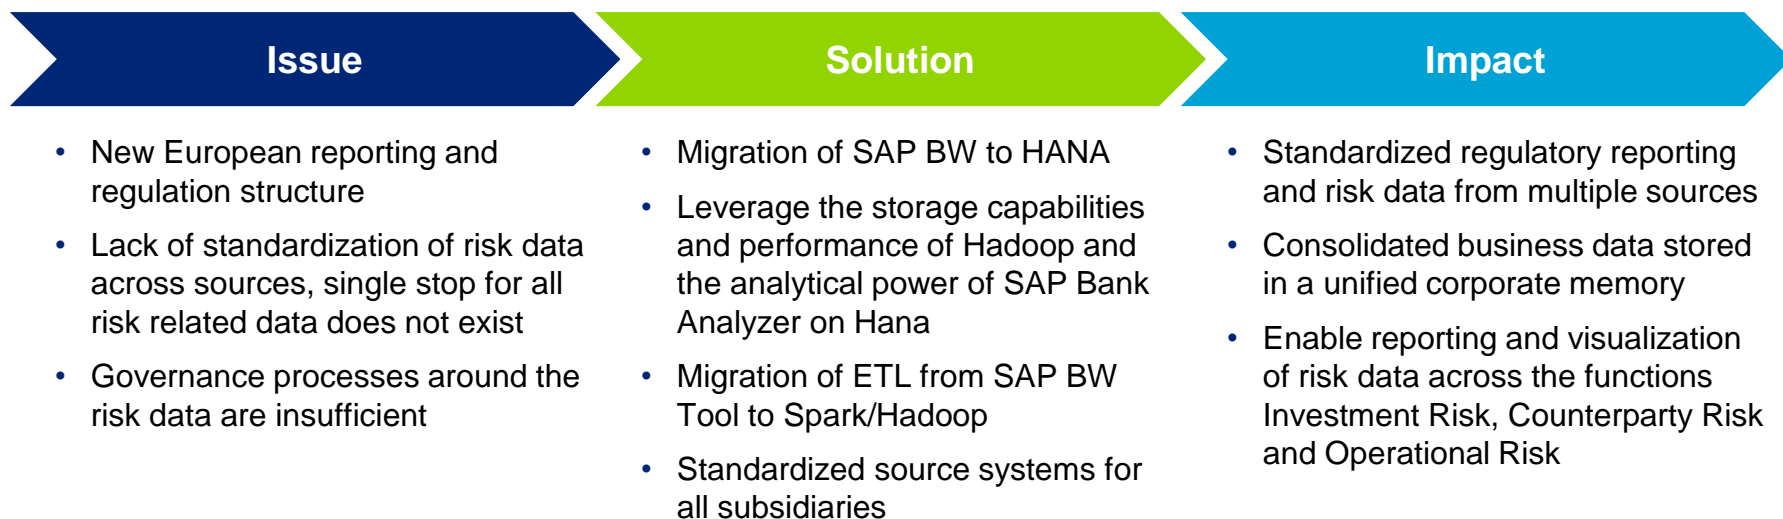 Issue
• New European reporting and
regulation structure
• Lack of standardization of risk data
across sources, single stop for all
risk related data does not exist
• Governance processes around the
risk data are insufficient
Solution
• Migration of SAP BW to HANA
• Leverage the storage capabilities
and performance of Hadoop and
the analytical power of SAP Bank
Analyzer on Hana
• Migration of ETL from SAP BW
Tool to Spark/Hadoop
• Standardized source systems for
all subsidiaries
Impact
• Standardized regulatory reporting
and risk data from multiple sources
• Consolidated business data stored
in a unified corporate memory
• Enable reporting and visualization
of risk data across the functions
Investment Risk, Counterparty Risk
and Operational Risk